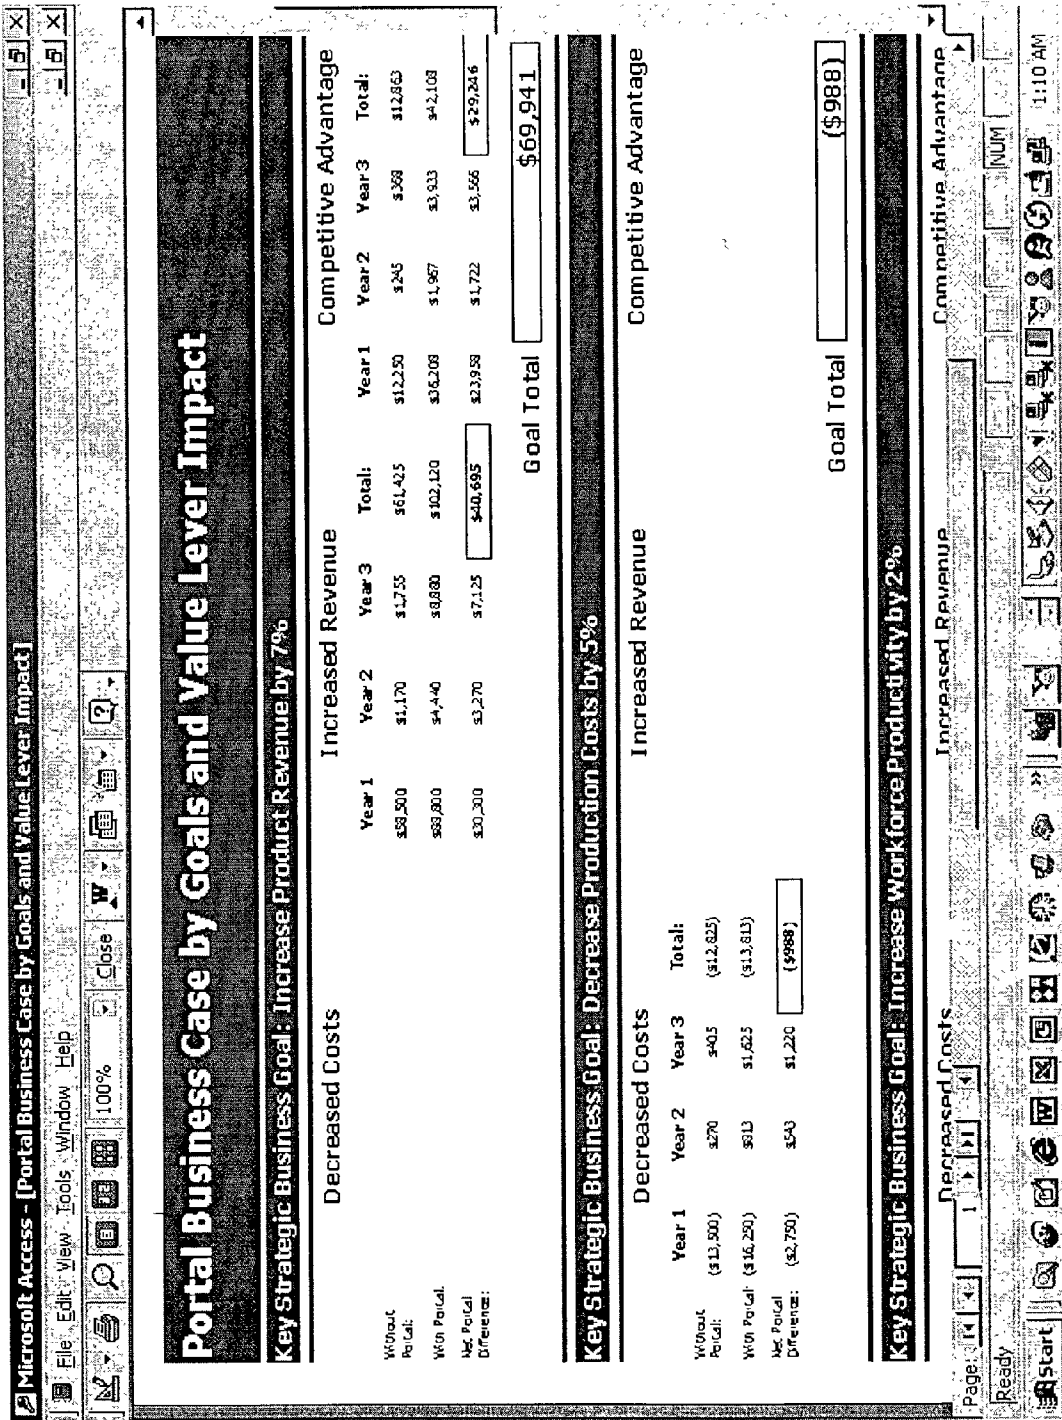 Microsoft Access - [Portal Business Case by Goals and Value Lever Impact]
File Edit View Tools Window Help
100% Close W
Portal Business Case by Goals and Value Lever Impact
Key Strategic Business Goal: Increase Product Revenue by 7%
Decreased Costs Increased Revenue Competitive Advantage
Year 1 Year 2 Year 3 Total: Year 1 Year 2 Year 3 Total:
Without Portal: $58,500 $1,170 $1,755 $61,425 $12,250 $245 $368 $12,863
With Portal: $88,800 $4,440 $8,880 $102,120 $36,208 $1,967 $3,933 $42,108
Net Portal Difference: $30,300 $3,270 $7,125 $40,695 $23,958 $1,722 $3,566 $29,246
Goal Total $69,941
Key Strategic Business Goal: Decrease Production Costs by 5%
Decreased Costs Increased Revenue Competitive Advantage
Year 1 Year 2 Year 3 Total:
Without Portal: ($13,500) $270 $405 ($12,825)
With Portal: ($16,250) $813 $1,625 ($13,813)
Net Portal Difference: ($2,750) $543 $1,220 ($988)
Goal Total ($988)
Key Strategic Business Goal: Increase Workforce Productivity by 2%
Decreased Costs Increased Revenue Competitive Advantage
Page: 1
Ready NUM
Start 1:10 AM